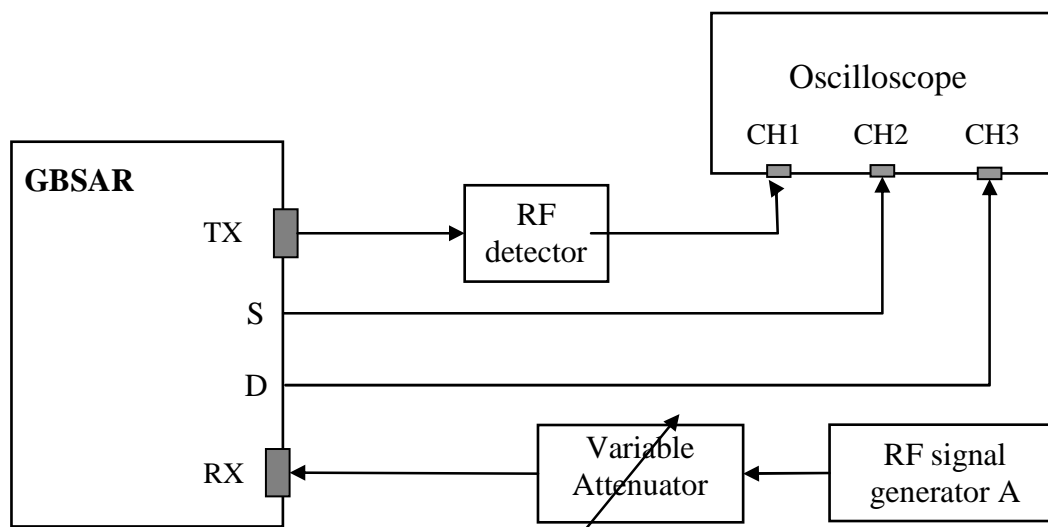 Oscilloscope
CH1 CH2 CH3
GBSAR
TX
RF
detector
S
D
RX
Variable
Attenuator
RF signal
generator A